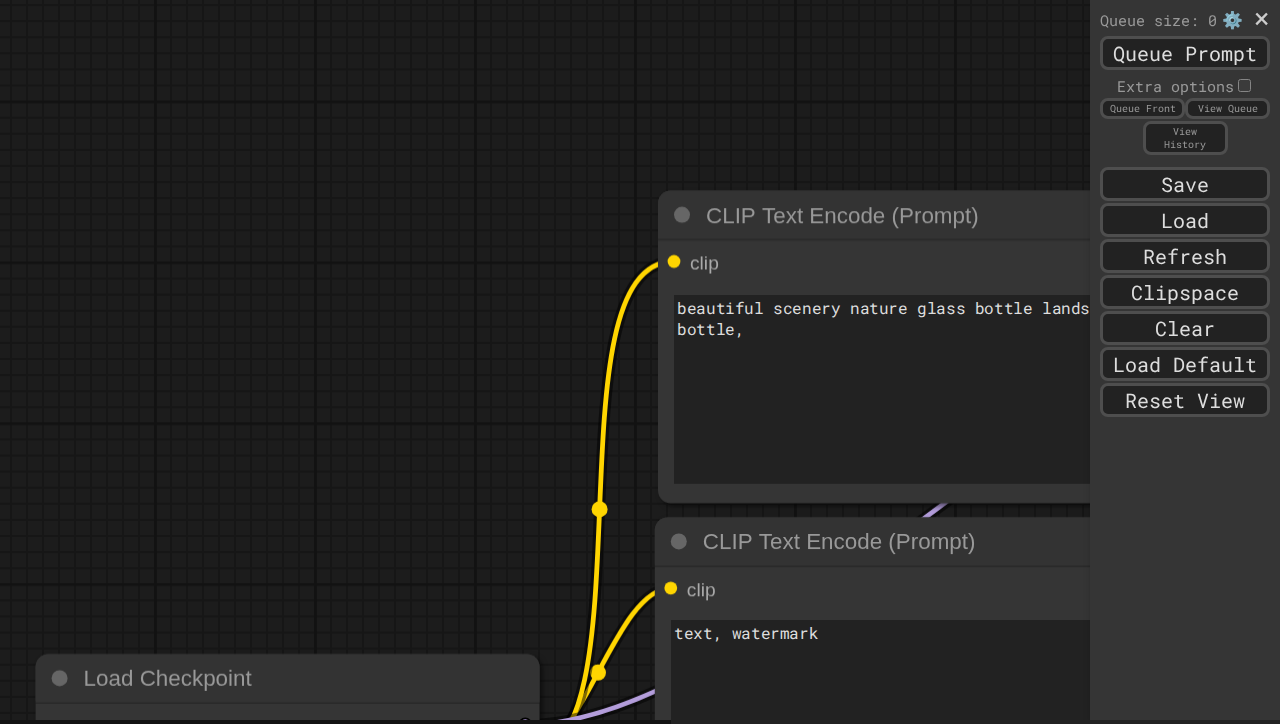 Queue size: 0
Queue Prompt
Extra options
Queue Front
View Queue
View
History
Save
Load
Refresh
Clipspace
Clear
Load Default
Reset View
CLIP Text Encode (Prompt)
clip
beautiful scenery nature glass bottle lands
bottle,
CLIP Text Encode (Prompt)
clip
text, watermark
Load Checkpoint